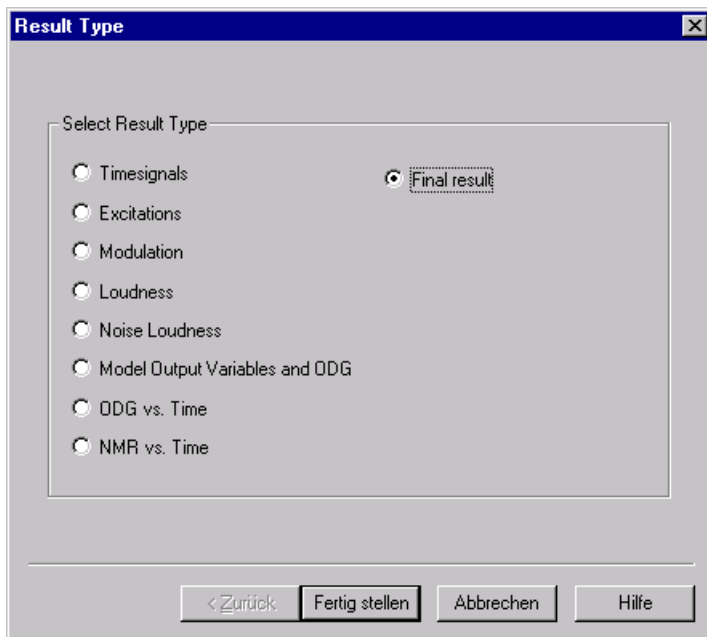 Result Type
Select Result Type
Timesignals
Final result
Excitations
Modulation
Loudness
Noise Loudness
Model Output Variables and ODG
ODG vs. Time
NMR vs. Time
< Zurück
Fertig stellen
Abbrechen
Hilfe